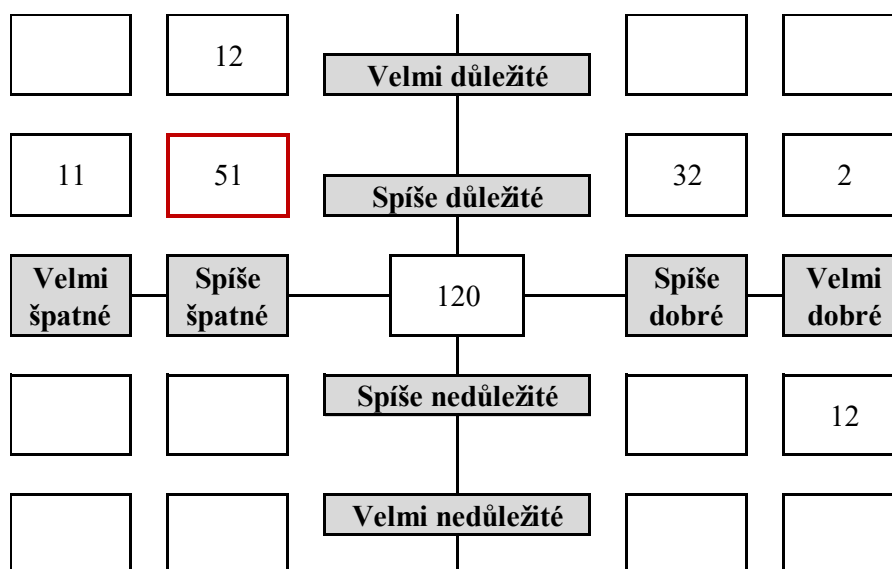 12
Velmi důležité
11 51 32 2
Spíše důležité
Velmi Spíše Spíše Velmi
špatné špatné 120 dobré dobré
Spíše nedůležité
12
Velmi nedůležité